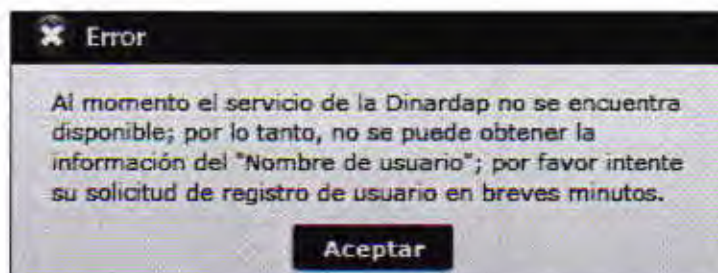 Error
Al momento el servicio de la Dinardap no se encuentra
disponible; por lo tanto, no se puede obtener la
información del "Nombre de usuario"; por favor intente
su solicitud de registro de usuario en breves minutos.
Aceptar